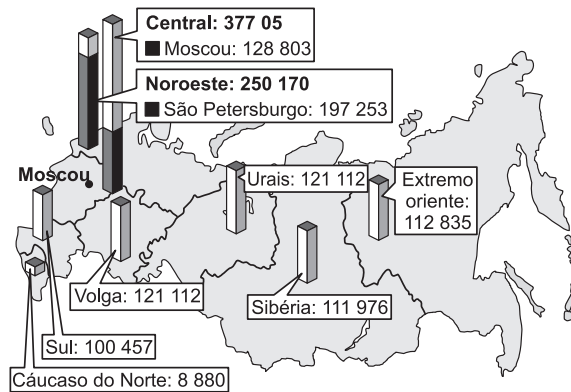 Central: 377 05
Moscou: 128 803
Noroeste: 250 170
São Petersburgo: 197 253
Moscou
Urais: 121 112
Extremo
oriente:
112 835
Volga: 121 112
Sibéria: 111 976
Sul: 100 457
Cáucaso do Norte: 8 880